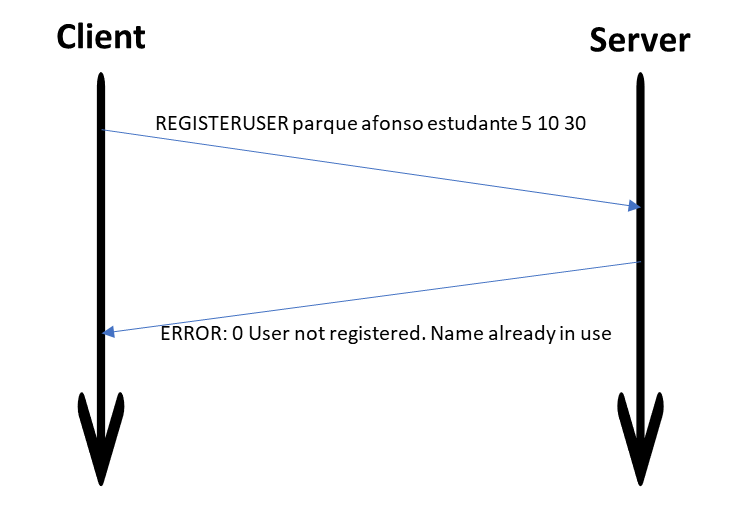 Client
Server
REGISTERUSER parque afonso estudante 5 10 30
ERROR: 0 User not registered. Name already in use